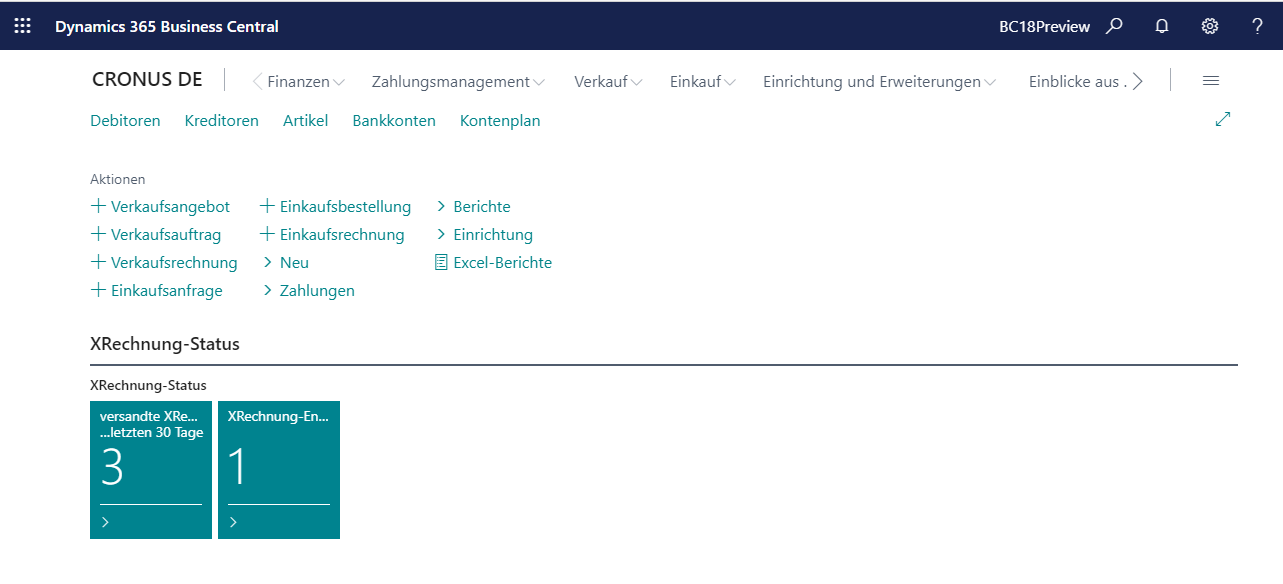 Dynamics 365 Business Central
BC18Preview
?
CRONUS DE
Finanzen
Zahlungsmanagement
Verkauf
Einkauf
Einrichtung und Erweiterungen
Einblicke aus .
Debitoren
Kreditoren
Artikel
Bankkonten
Kontenplan
Aktionen
+ Verkaufsangebot
+ Einkaufsbestellung
> Berichte
+ Verkaufsauftrag
+ Einkaufsrechnung
> Einrichtung
+ Verkaufsrechnung
> Neu
Excel-Berichte
+ Einkaufsanfrage
> Zahlungen
XRechnung-Status
XRechnung-Status
versandte XRe...
...letzten 30 Tage
3
>
XRechnung-En...
1
>